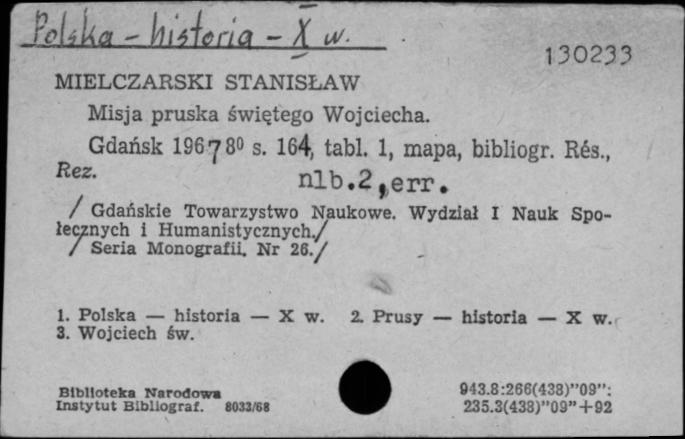 Polska – historia – X w.
130233
MIELCZARSKI STANISŁAW
Misja pruska świętego Wojciecha.
Gdańsk 1967 8⁰ s. 164, tabl. 1, mapa, bibliogr. Rés.,
Rez. nlb.2,err.
/ Gdańskie Towarzystwo Naukowe. Wydział I Nauk Spo-
łecznych i Humanistycznych./
/ Seria Monografii. Nr 26./
1. Polska — historia — X w. 2. Prusy — historia — X w.
3. Wojciech św.
Biblioteka Narodowa
Instytut Bibliograf. 8033/68
943.8:266(438)"09":
235.3(438)"09"+92